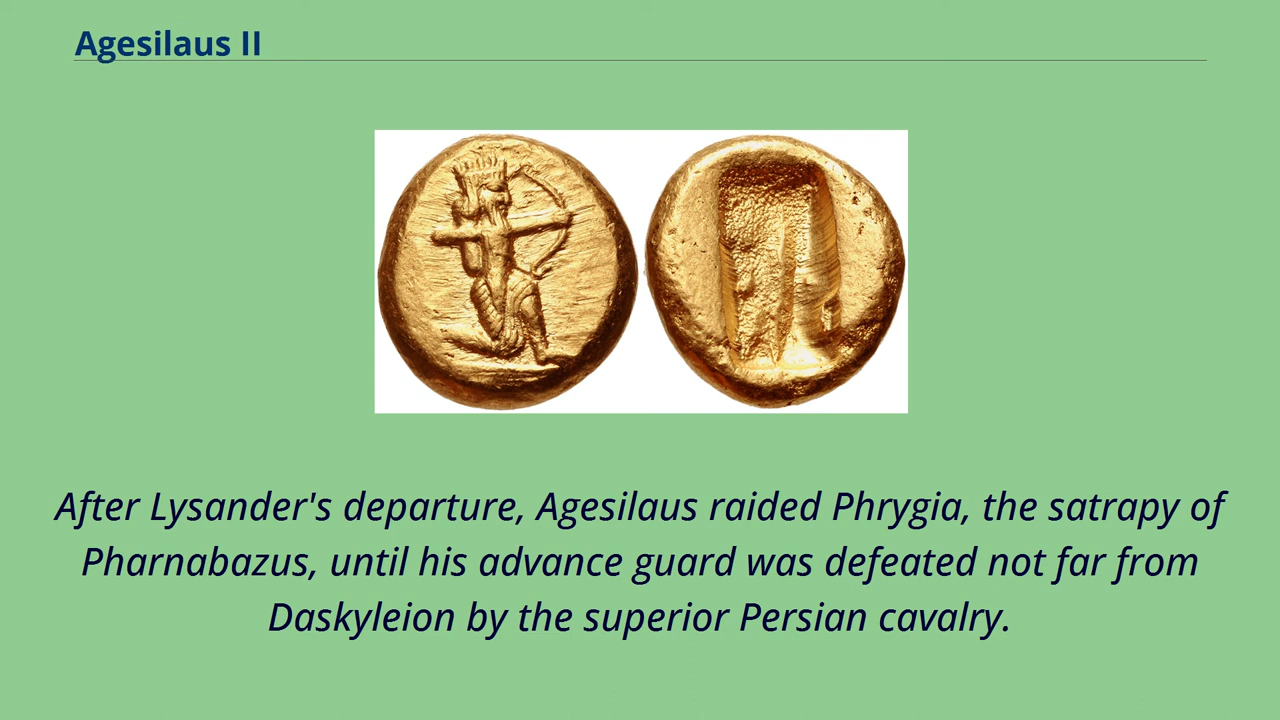 Agesilaus II
After Lysander's departure, Agesilaus raided Phrygia, the satrapy of
Pharnabazus, until his advance guard was defeated not far from
Daskyleion by the superior Persian cavalry.